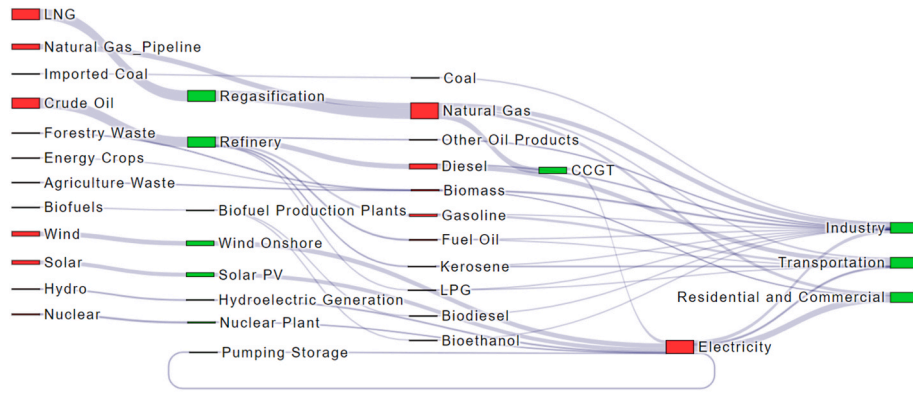 LNG
Natural Gas_Pipeline
Imported Coal
Crude Oil
Forestry Waste
Energy Crops
Agriculture Waste
Biofuels
Wind
Solar
Hydro
Nuclear
Regasification
Refinery
Biofuel Production Plants
Wind Onshore
Solar PV
Hydroelectric Generation
Nuclear Plant
Pumping Storage
Coal
Natural Gas
Other Oil Products
Diesel
Biomass
Gasoline
Fuel Oil
Kerosene
LPG
Biodiesel
Bioethanol
CCGT
Electricity
Industry
Transportation
Residential and Commercial